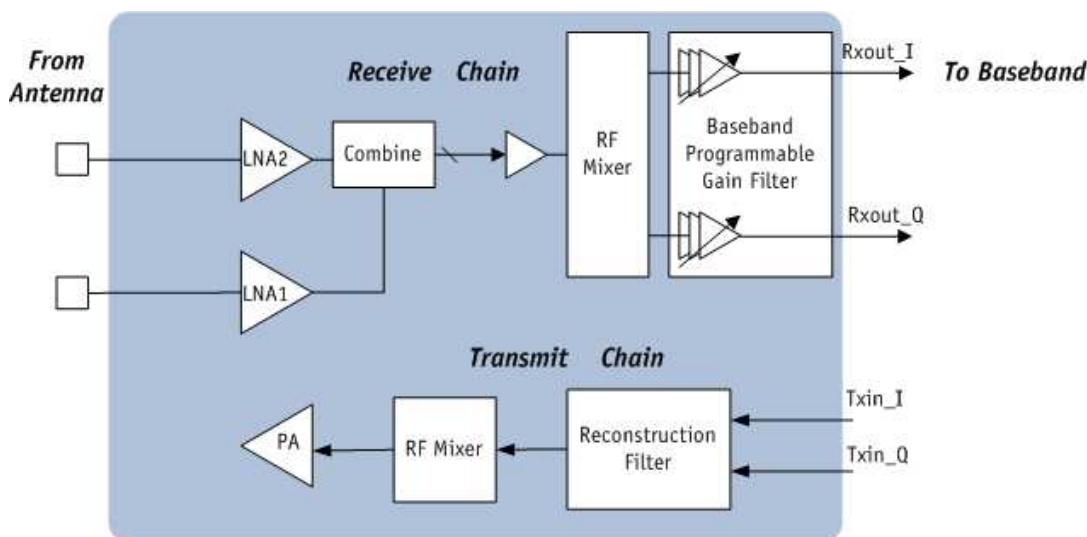 From
Antenna
Receive Chain
LNA2
Combine
LNA1
RF
Mixer
Baseband
Programmable
Gain Filter
Rxout_I
Rxout_Q
To Baseband
Transmit Chain
PA
RF Mixer
Reconstruction
Filter
Txin_I
Txin_Q